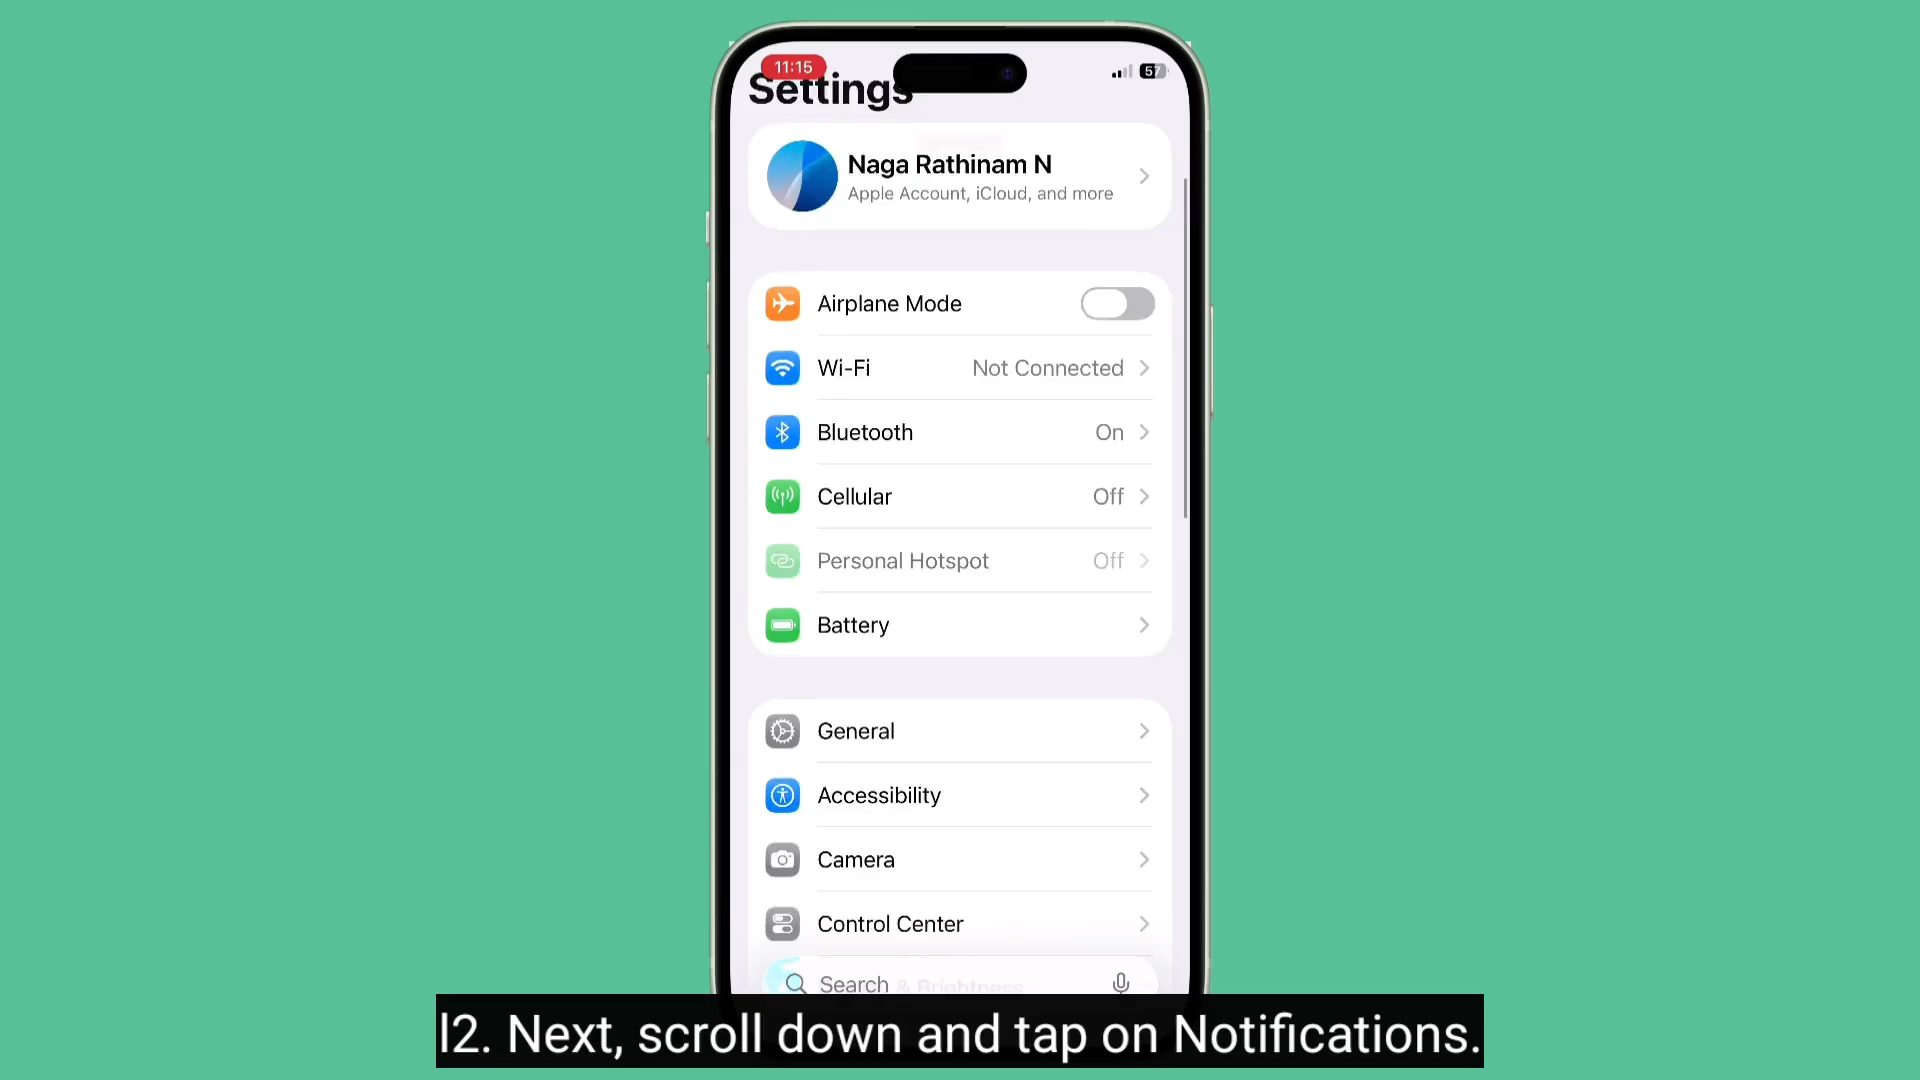 11:15
57
Settings
Naga Rathinam N
Apple Account, iCloud, and more
Airplane Mode
Wi-Fi Not Connected
Bluetooth On
Cellular Off
Personal Hotspot Off
Battery
General
Accessibility
Camera
Control Center
Search & Brightness
l2. Next, scroll down and tap on Notifications.